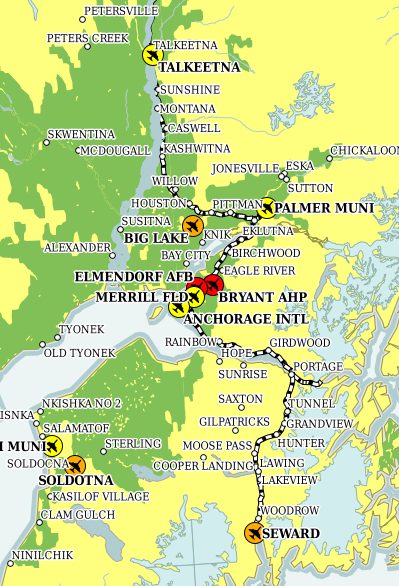 PETERSVILLE
PETERS CREEK
TALKEETNA
TALKEETNA
SUNSHINE
MONTANA
CASWELL
SKWENTINA
MCDOUGALL
KASHWITNA
CHICKALOON
JONESVILLE
ESKA
WILLOW
SUTTON
HOUSTON
PITTMAN
PALMER MUNI
SUSITNA
BIG LAKE
KNIK
EKLUTNA
ALEXANDER
BAY CITY
BIRCHWOOD
ELMENDORF AFB
EAGLE RIVER
MERRILL FLD
BRYANT AHP
ANCHORAGE INTL
TYONEK
OLD TYONEK
RAINBOW
GIRDWOOD
HOPE
SUNRISE
PORTAGE
NKISHKA NO 2
SAXTON
TUNNEL
ISNKA
GILPATRICKS
GRANDVIEW
SALAMATOF
I MUNI
STERLING
MOOSE PASS
HUNTER
SOLDOCNA
COOPER LANDING
LAWING
SOLDOTNA
LAKEVIEW
KASILOF VILLAGE
CLAM GULCH
WOODROW
SEWARD
NINILCHIK